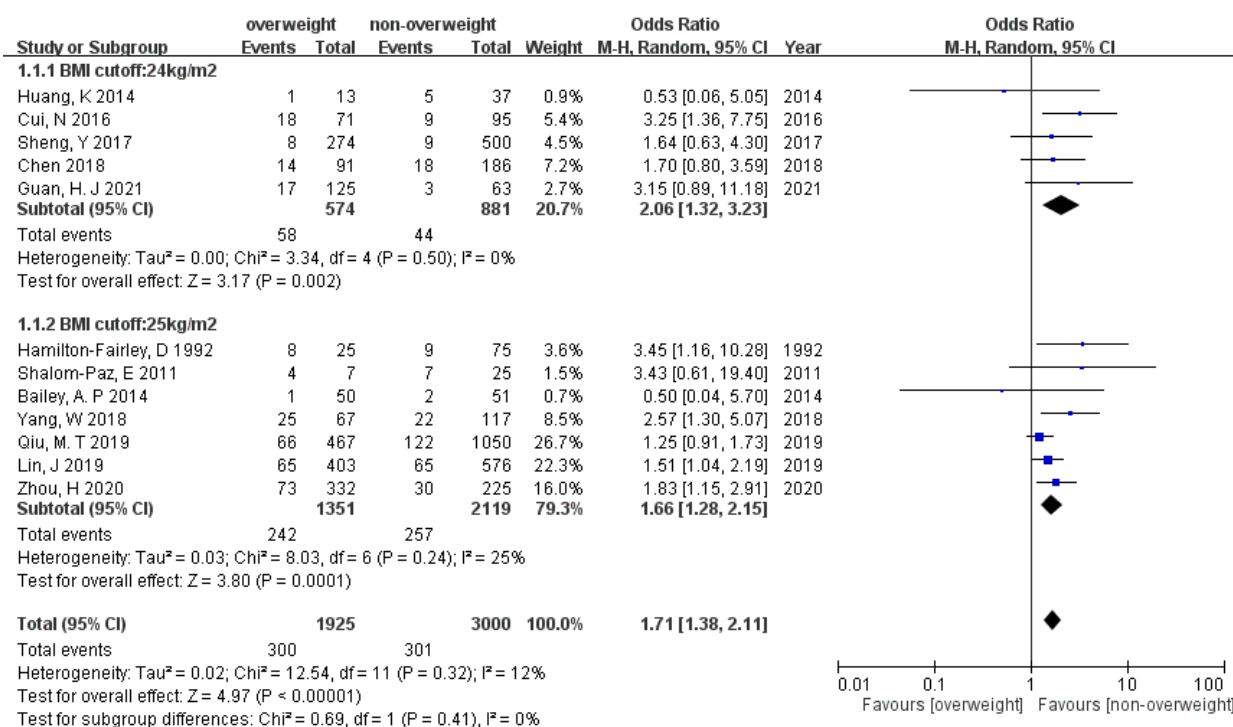 overweight non-overweight Odds Ratio Odds Ratio
Study or Subgroup Events Total Events Total Weight M-H, Random, 95% CI Year M-H, Random, 95% CI
1.1.1 BMI cutoff:24kg/m2
Huang, K 2014 1 13 5 37 0.9% 0.53 [0.06, 5.05] 2014
Cui, N 2016 18 71 9 95 5.4% 3.25 [1.36, 7.75] 2016
Sheng, Y 2017 8 274 9 500 4.5% 1.64 [0.63, 4.30] 2017
Chen 2018 14 91 18 186 7.2% 1.70 [0.80, 3.59] 2018
Guan, H. J 2021 17 125 3 63 2.7% 3.15 [0.89, 11.18] 2021
Subtotal (95% CI) 574 881 20.7% 2.06 [1.32, 3.23]
Total events 58 44
Heterogeneity: Tau² = 0.00; Chi² = 3.34, df = 4 (P = 0.50); I² = 0%
Test for overall effect: Z = 3.17 (P = 0.002)
1.1.2 BMI cutoff:25kg/m2
Hamilton-Fairley, D 1992 8 25 9 75 3.6% 3.45 [1.16, 10.28] 1992
Shalom-Paz, E 2011 4 7 7 25 1.5% 3.43 [0.61, 19.40] 2011
Bailey, A. P 2014 1 50 2 51 0.7% 0.50 [0.04, 5.70] 2014
Yang, W 2018 25 67 22 117 8.5% 2.57 [1.30, 5.07] 2018
Qiu, M. T 2019 66 467 122 1050 26.7% 1.25 [0.91, 1.73] 2019
Lin, J 2019 65 403 65 576 22.3% 1.51 [1.04, 2.19] 2019
Zhou, H 2020 73 332 30 225 16.0% 1.83 [1.15, 2.91] 2020
Subtotal (95% CI) 1351 2119 79.3% 1.66 [1.28, 2.15]
Total events 242 257
Heterogeneity: Tau² = 0.03; Chi² = 8.03, df = 6 (P = 0.24); I² = 25%
Test for overall effect: Z = 3.80 (P = 0.0001)
Total (95% CI) 1925 3000 100.0% 1.71 [1.38, 2.11]
Total events 300 301
Heterogeneity: Tau² = 0.02; Chi² = 12.54, df = 11 (P = 0.32); I² = 12%
Test for overall effect: Z = 4.97 (P < 0.00001)
Test for subgroup differences: Chi² = 0.69, df = 1 (P = 0.41), I² = 0%
0.01 0.1 1 10 100
Favours [overweight] Favours [non-overweight]